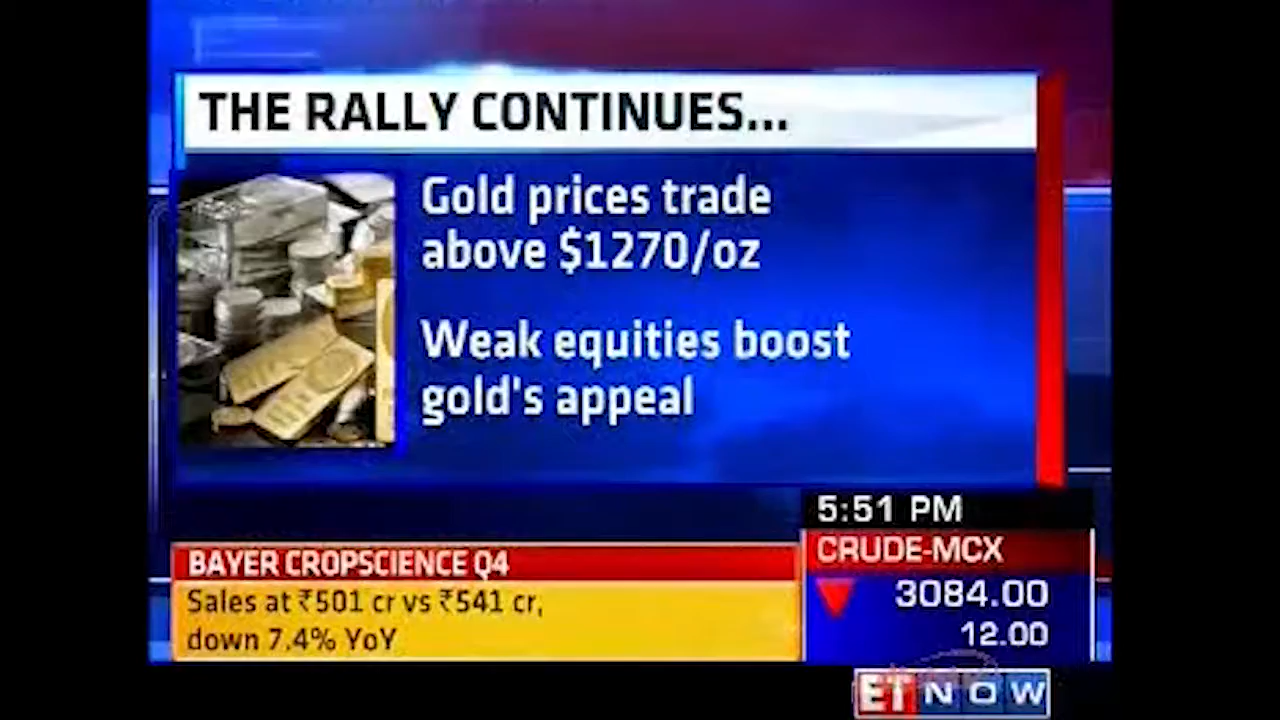 THE RALLY CONTINUES...
Gold prices trade
above $1270/oz
Weak equities boost
gold's appeal
5:51 PM
BAYER CROPSCIENCE Q4
Sales at ₹501 cr vs ₹541 cr,
down 7.4% YoY
CRUDE-MCX
3084.00
12.00
ET NOW